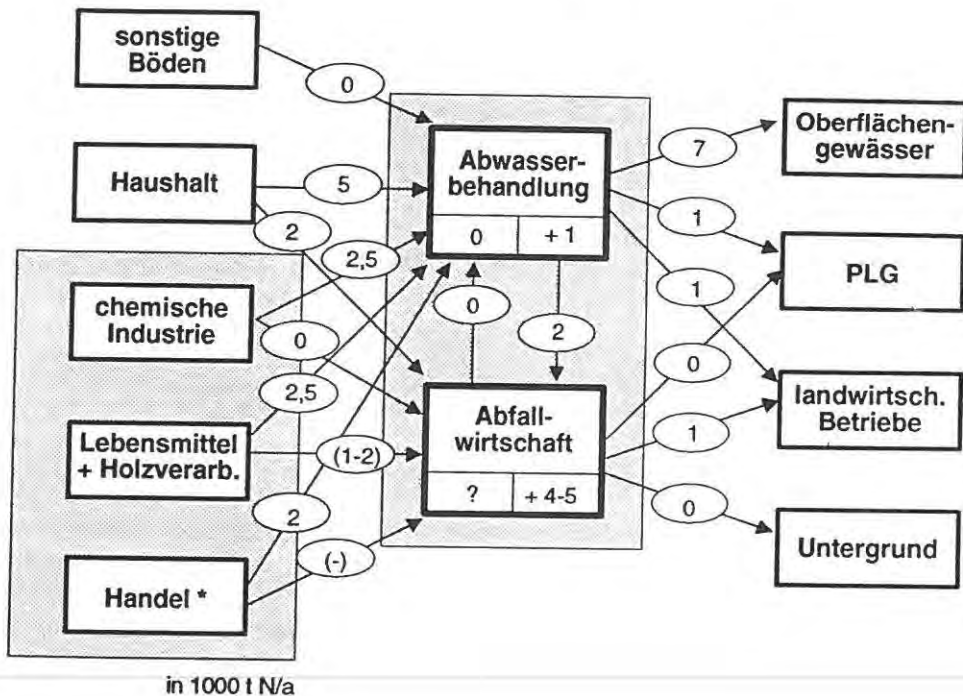 sonstige
Böden
0
Haushalt
5
2
chemische
Industrie
2,5
0
Lebensmittel
+ Holzverarb.
2,5
(1-2)
Handel *
2
(-)
Abwasser-
behandlung
0 + 1
0
2
Abfall-
wirtschaft
? + 4-5
7
1
1
0
1
0
Oberflächen-
gewässer
PLG
landwirtsch.
Betriebe
Untergrund
in 1000 t N/a